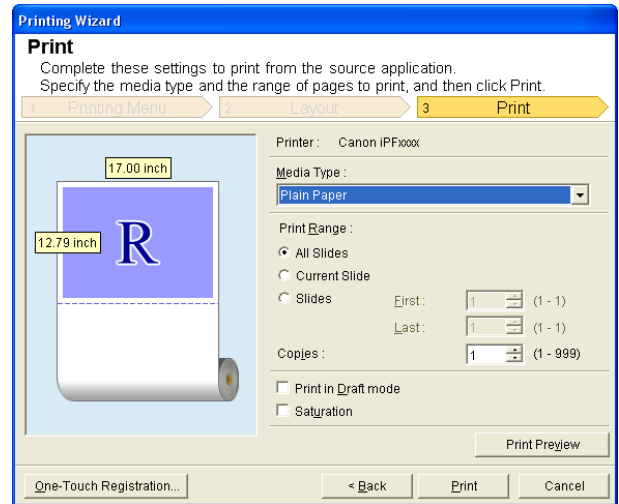 Printing Wizard
Print
Complete these settings to print from the source application.
Specify the media type and the range of pages to print, and then click Print.
1 Printing Menu 2 Layout 3 Print
Printer : Canon iPFxxxx
17.00 inch
12.79 inch
R
Media Type :
Plain Paper
Print Range :
All Slides
Current Slide
Slides First : 1 (1 - 1)
Last : 1 (1 - 1)
Copies : 1 (1 - 999)
Print in Draft mode
Saturation
Print Preview
One-Touch Registration... < Back Print Cancel